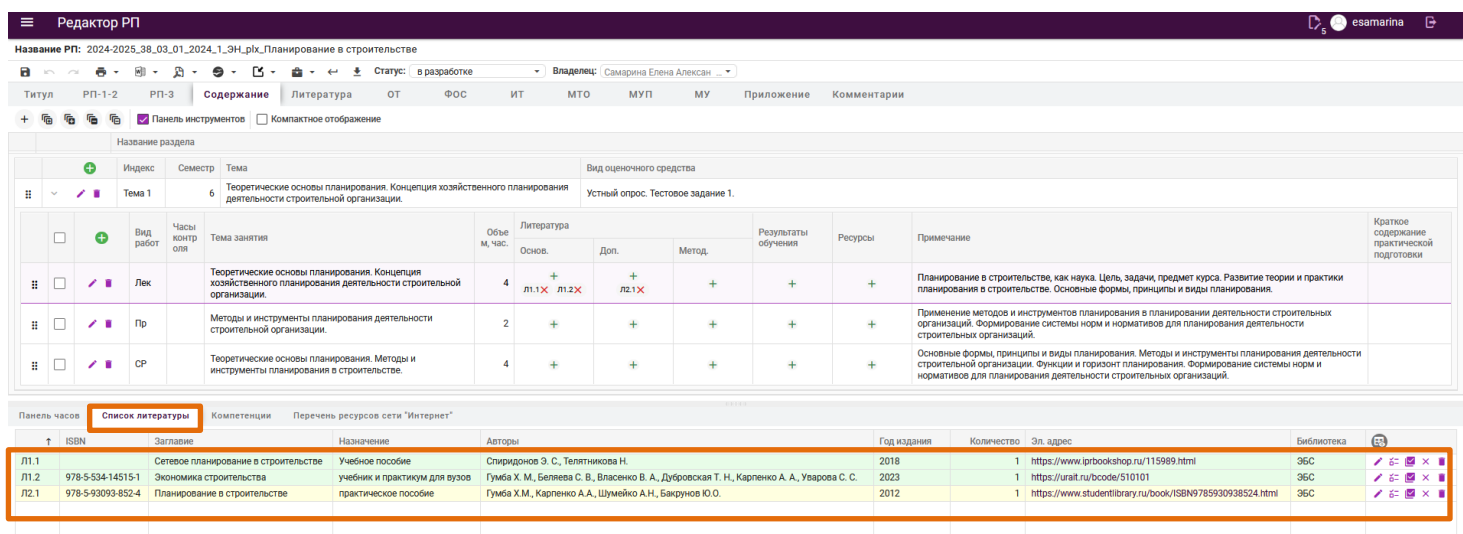 Редактор РП
5
esamarina
Название РП: 2024-2025_38_03_01_2024_1_ЭН_plx_Планирование в строительстве
Статус: в разработке Владелец: Самарина Елена Алексан ...
Титул РП-1-2 РП-3 Содержание Литература ОТ ФОС ИТ МТО МУП МУ Приложение Комментарии
Панель инструментов Компактное отображение
Название раздела
Индекс Семестр Тема Вид оценочного средства
Тема 1 6 Теоретические основы планирования. Концепция хозяйственного планирования
деятельности строительной организации.
Устный опрос. Тестовое задание 1.
Вид
работ
Часы
контр
оля
Тема занятия
Объе
м, час.
Литература
Основ. Доп. Метод.
Результаты
обучения
Ресурсы
Примечание
Краткое
содержание
практической
подготовки
Лек
Теоретические основы планирования. Концепция
хозяйственного планирования деятельности строительной
организации.
4
Л1.1 Л1.2 Л2.1
Планирование в строительстве, как наука. Цель, задачи, предмет курса. Развитие теории и практики
планирования в строительстве. Основные формы, принципы и виды планирования.
Пр
Методы и инструменты планирования деятельности
строительной организации.
2
Применение методов и инструментов планирования в планировании деятельности строительных
организаций. Формирование системы норм и нормативов для планирования деятельности
строительных организаций.
СР
Теоретические основы планирования. Методы и
инструменты планирования в строительстве.
4
Основные формы, принципы и виды планирования. Методы и инструменты планирования деятельности
строительной организации. Функции и горизонт планирования. Формирование системы норм и
нормативов для планирования деятельности строительных организаций.
Панель часов Список литературы Компетенции Перечень ресурсов сети "Интернет"
ISBN Заглавие Назначение Авторы Год издания Количество Эл. адрес Библиотека
Л1.1 Сетевое планирование в строительстве Учебное пособие Спиридонов Э. С., Телятникова Н. 2018 1 https://www.iprbookshop.ru/115989.html ЭБС
Л1.2 978-5-534-14515-1 Экономика строительства учебник и практикум для вузов Гумба Х. М., Беляева С. В., Власенко В. А., Дубровская Т. Н., Карпенко А. А., Уварова С. С. 2023 1 https://urait.ru/bcode/510101 ЭБС
Л2.1 978-5-93093-852-4 Планирование в строительстве практическое пособие Гумба Х.М., Карпенко А.А., Шумейко А.Н., Бакрунов Ю.О. 2012 1 https://www.studentlibrary.ru/book/ISBN9785930938524.html ЭБС